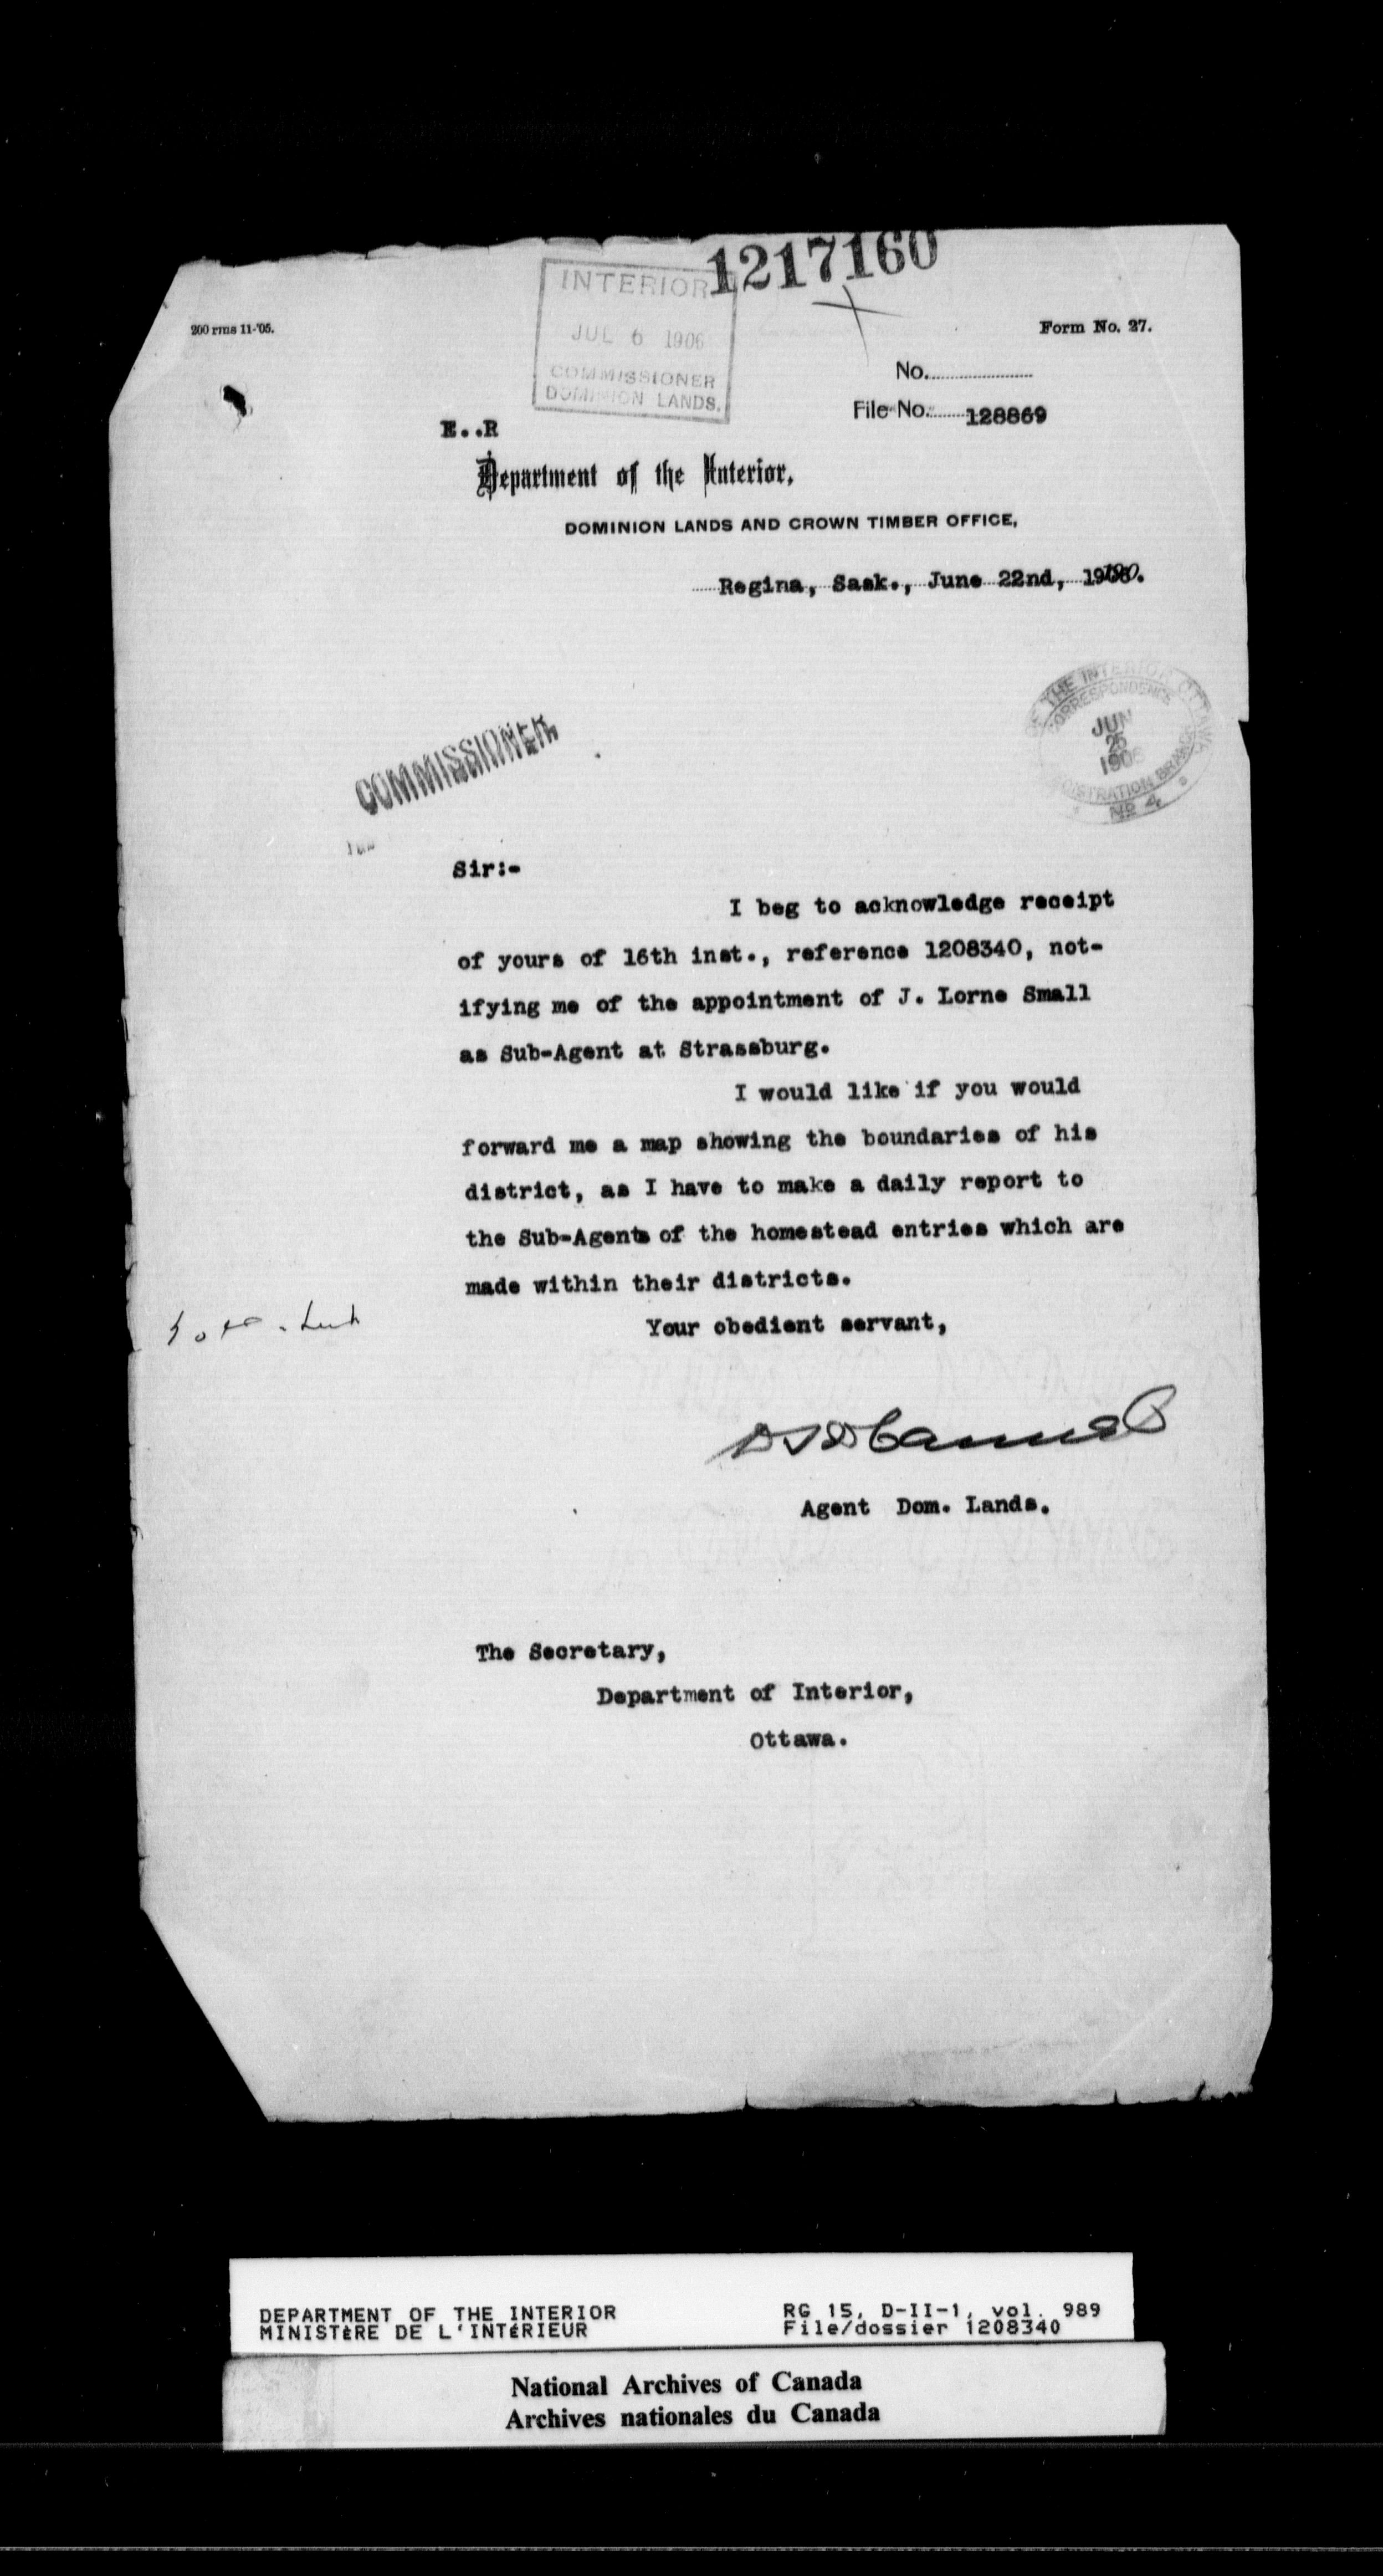 1217160
INTERIOR
JUL 6 1906
COMMISSIONER
DOMINION LANDS.
200 rms 11-'05.
Form No. 27.
No.
File No. 128869
E..R
Department of the Interior,
DOMINION LANDS AND CROWN TIMBER OFFICE,
Regina, Sask., June 22nd, 1906.
OF THE INTERIOR OTTAWA
CORRESPONDENCE
JUN
25
1906
REGISTRATION BRANCH
No 4
COMMISSIONER
Sir:-
I beg to acknowledge receipt
of yours of 16th inst., reference 1208340, not-
ifying me of the appointment of J. Lorne Small
as Sub-Agent at Strassburg.
I would like if you would
forward me a map showing the boundaries of his
district, as I have to make a daily report to
the Sub-Agents of the homestead entries which are
made within their districts.
Your obedient servant,
Agent Dom. Lands.
The Secretary,
Department of Interior,
Ottawa.
DEPARTMENT OF THE INTERIOR
MINISTÈRE DE L'INTÉRIEUR
RG 15, D-II-1, vol. 989
File/dossier 1208340
National Archives of Canada
Archives nationales du Canada